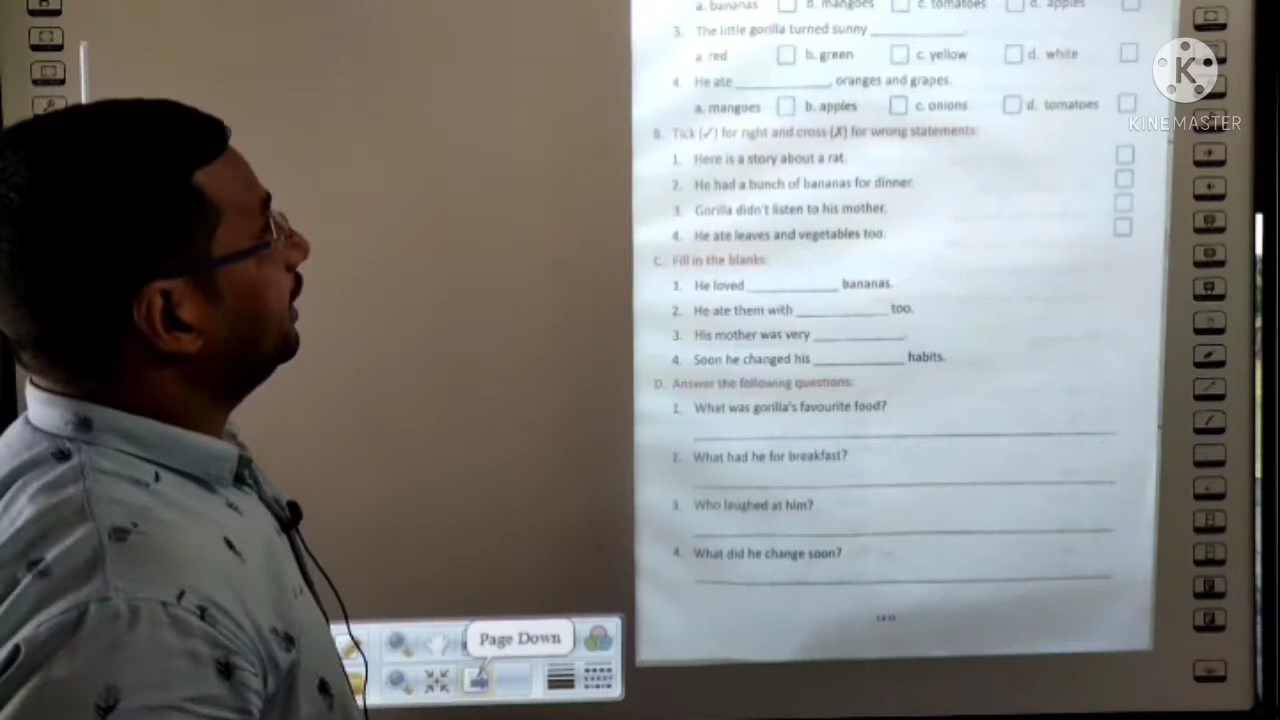 a. bananas b. mangoes c. tomatoes d. apples
3. The little gorilla turned sunny ____________.
a. red b. green c. yellow d. white
4. He ate ____________, oranges and grapes.
a. mangoes b. apples c. onions d. tomatoes
B. Tick (✓) for right and cross (X) for wrong statements
1. Here is a story about a rat.
2. He had a bunch of bananas for dinner.
3. Gorilla didn't listen to his mother.
4. He ate leaves and vegetables too.
C. Fill in the blanks:
1. He loved ____________ bananas.
2. He ate them with ____________ too.
3. His mother was very ____________.
4. Soon he changed his ____________ habits.
D. Answer the following questions:
1. What was gorilla's favourite food?
2. What had he for breakfast?
3. Who laughed at him?
4. What did he change soon?
Page Down
K
KINEMASTER